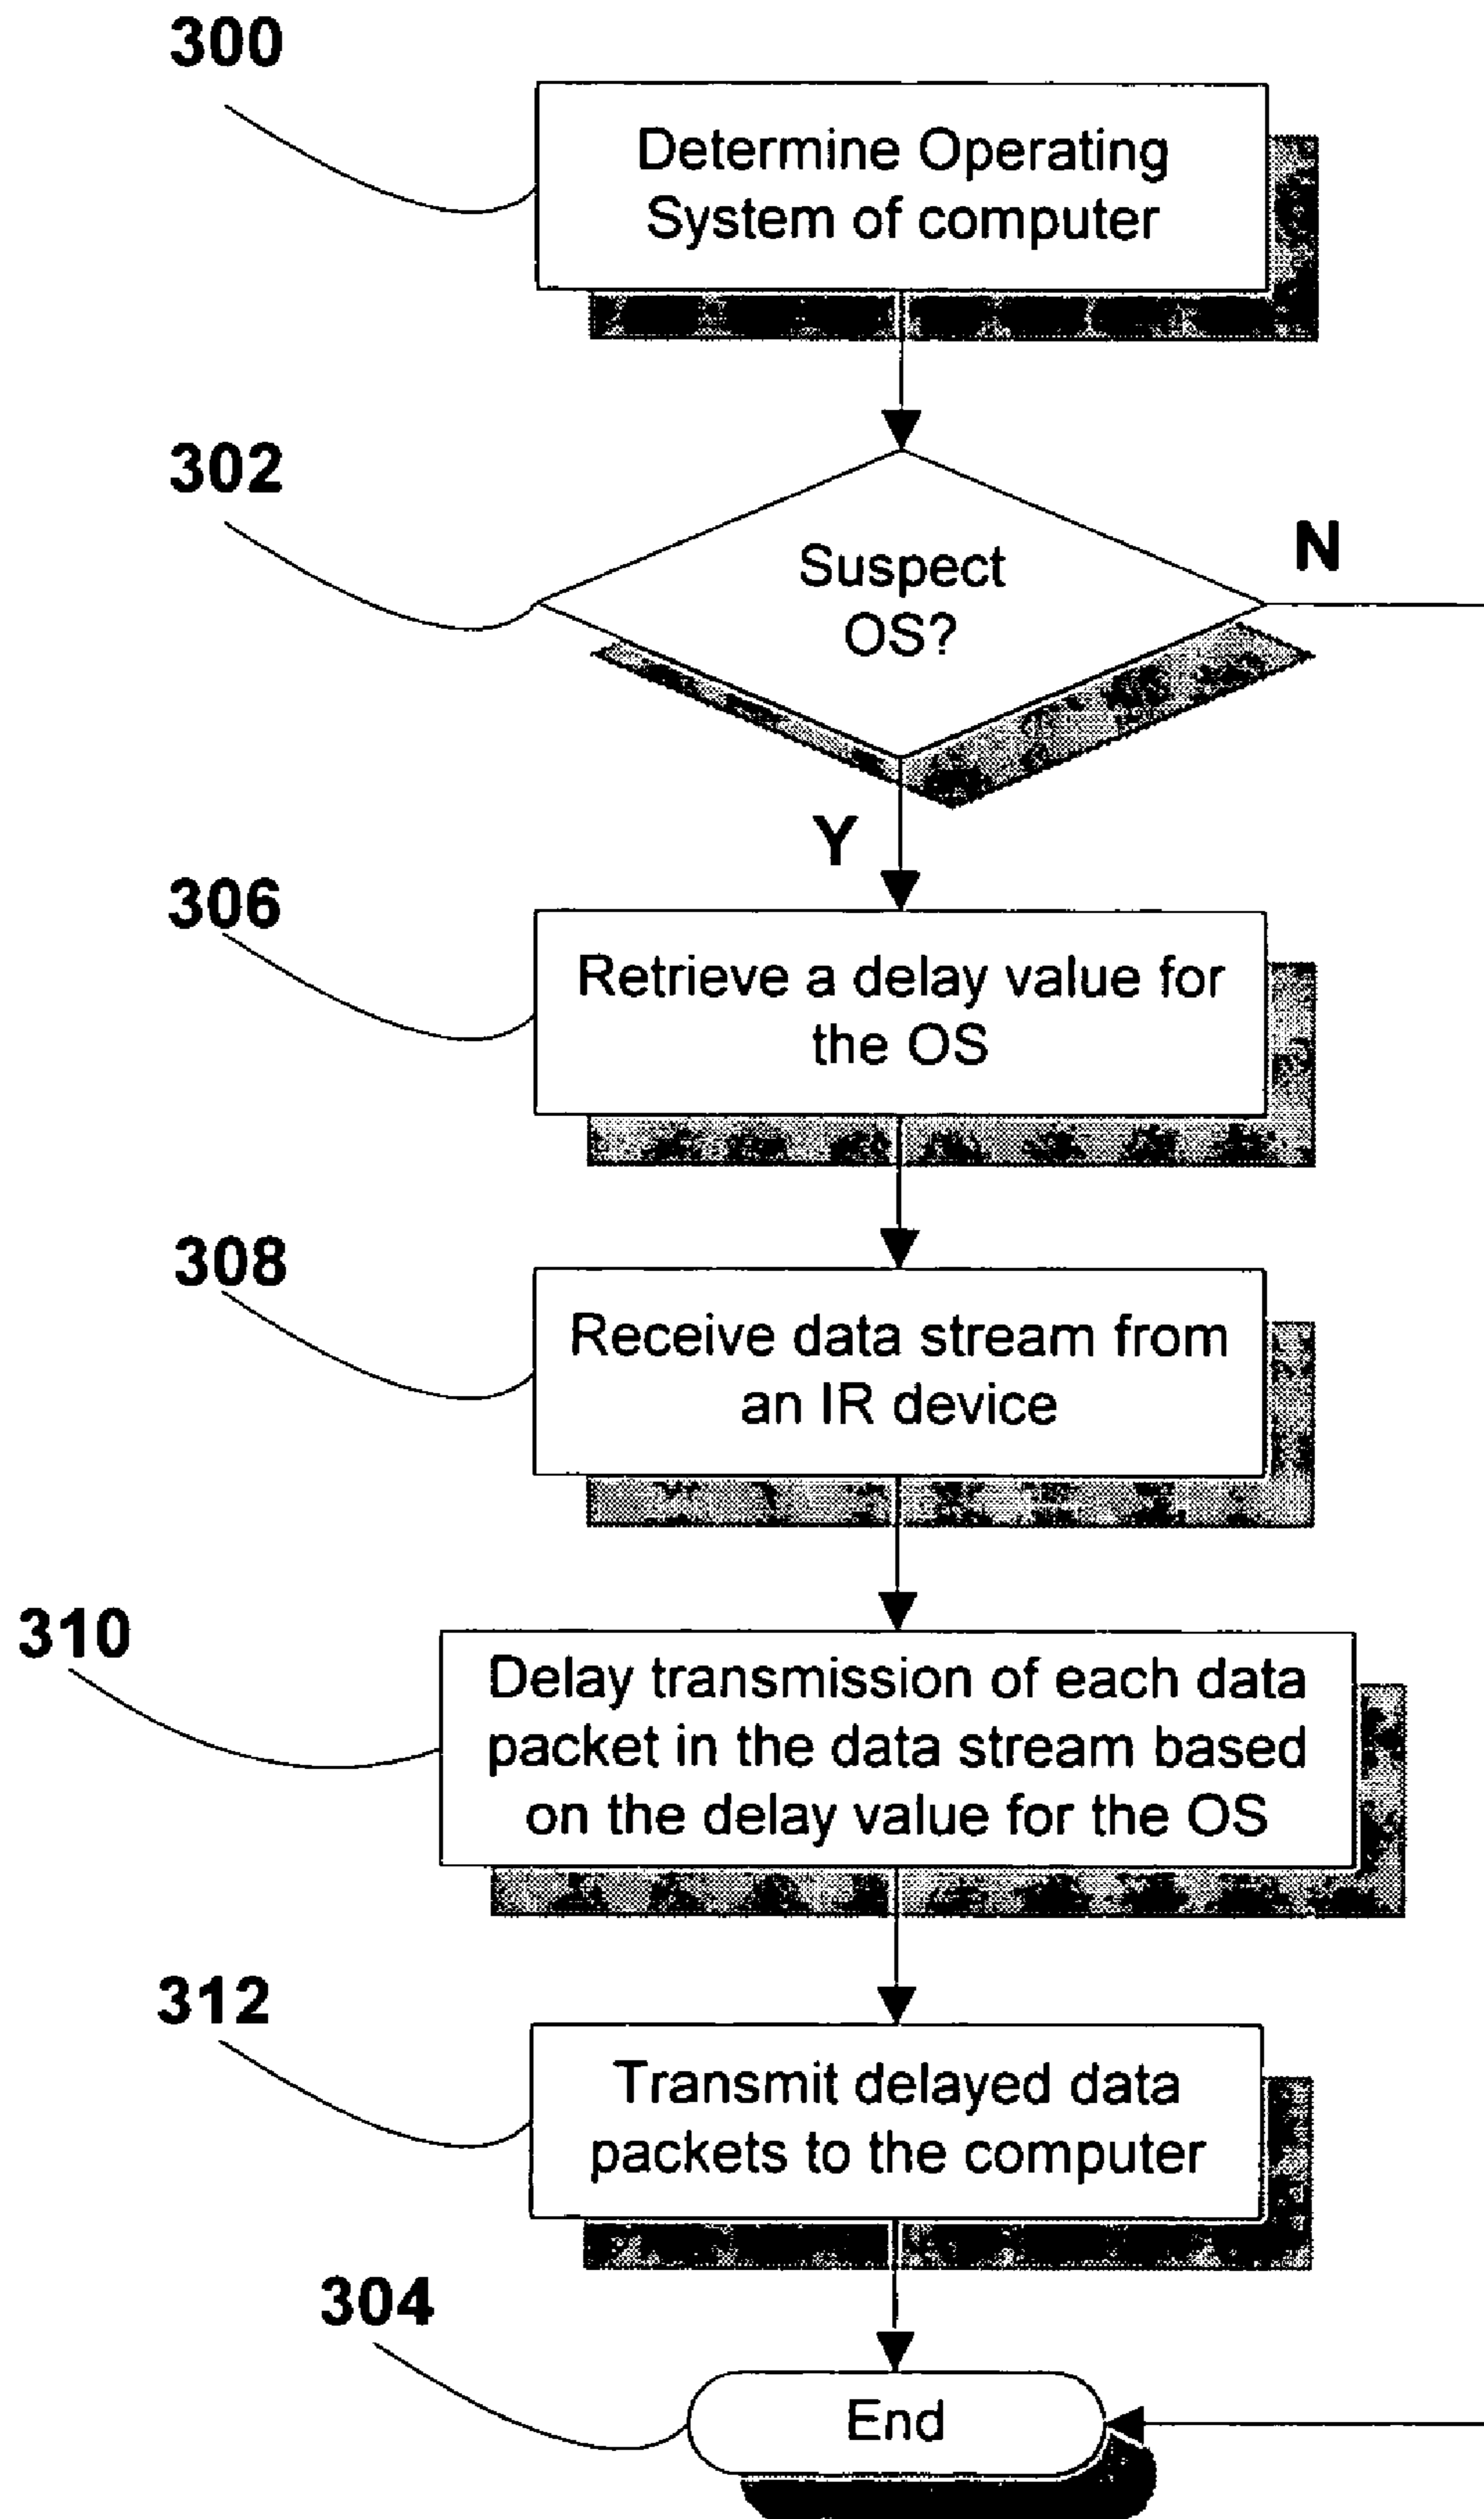 300
Determine Operating
System of computer
302
Suspect
OS?
N
Y
306
Retrieve a delay value for
the OS
308
Receive data stream from
an IR device
310
Delay transmission of each data
packet in the data stream based
on the delay value for the OS
312
Transmit delayed data
packets to the computer
304
End